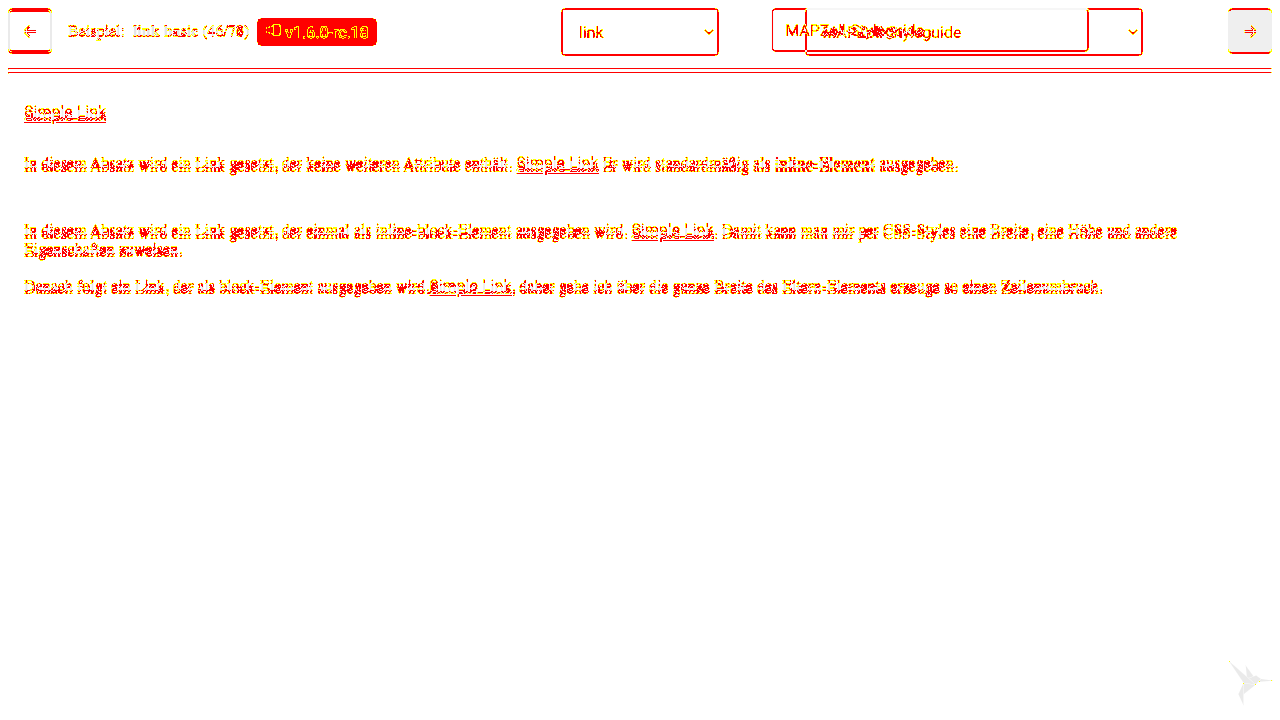 Beispiel: link basic (46/76) v1.6.0-rc.19
link
Styleguide
Simple Link
In diesem Absatz wird ein Link gesetzt, der keine weiteren Attribute enthält. Simple Link Er wird standardmäßig als inline-Element ausgegeben.
In diesem Absatz wird ein Link gesetzt, der einmal als inline-block-Element ausgegeben wird. Simple Link. Damit kann man mir per CSS-Styles eine Breite, eine Höhe und andere
Eigenschaften zuweisen.
Danach folgt ein Link, der als block-Element ausgegeben wird.Simple Link, daher gehe ich über die ganze Breite des Eltern-Elements erzeuge so einen Zeilenumbruch.